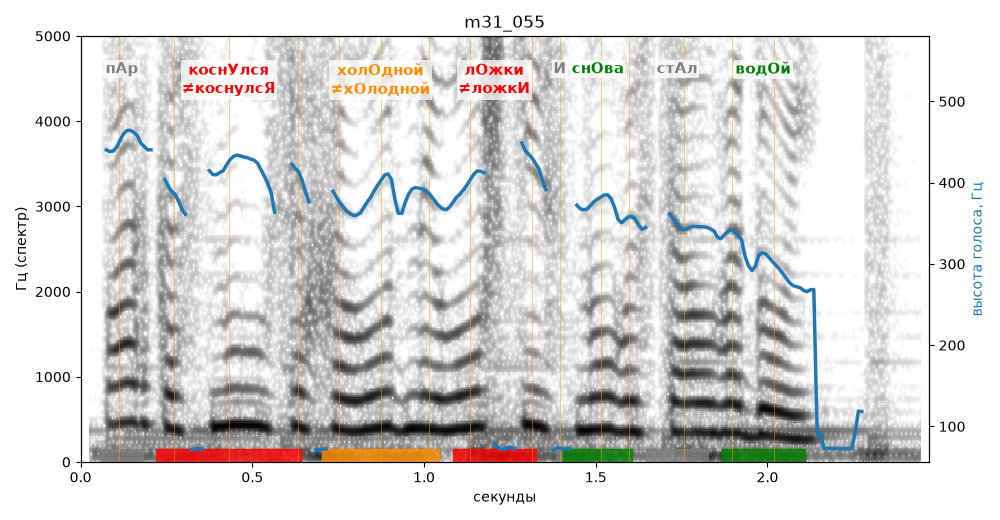 m31_055
пАр
коснУлся
≠коснулсЯ
холОдной
≠хОлодной
лОжки
≠ложкИ
И снОва
стАл
водОй
5000
4000
3000
2000
1000
0
Гц (спектр)
500
400
300
200
100
высота голоса, Гц
0.0 0.5 1.0 1.5 2.0
секунды